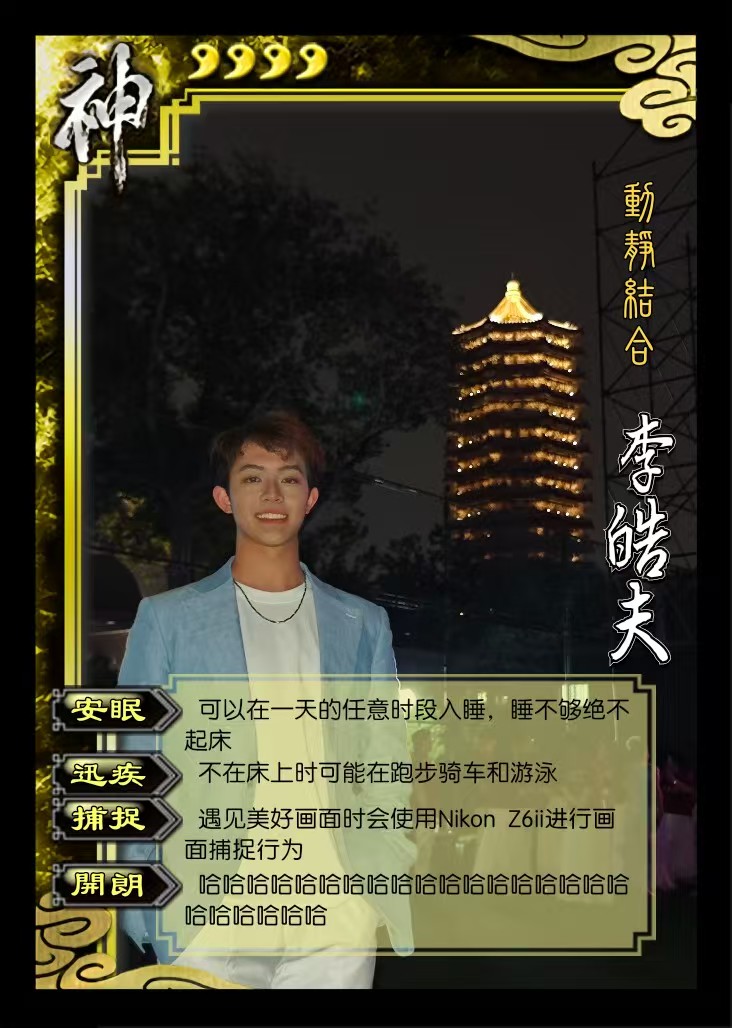 神
動靜結合
李皓夫
安眠 可以在一天的任意时段入睡，睡不够绝不
起床
迅疾 不在床上时可能在跑步骑车和游泳
捕捉 遇见美好画面时会使用Nikon Z6ii进行画
面捕捉行为
開朗 哈哈哈哈哈哈哈哈哈哈哈哈哈哈哈哈哈哈
哈哈哈哈哈哈